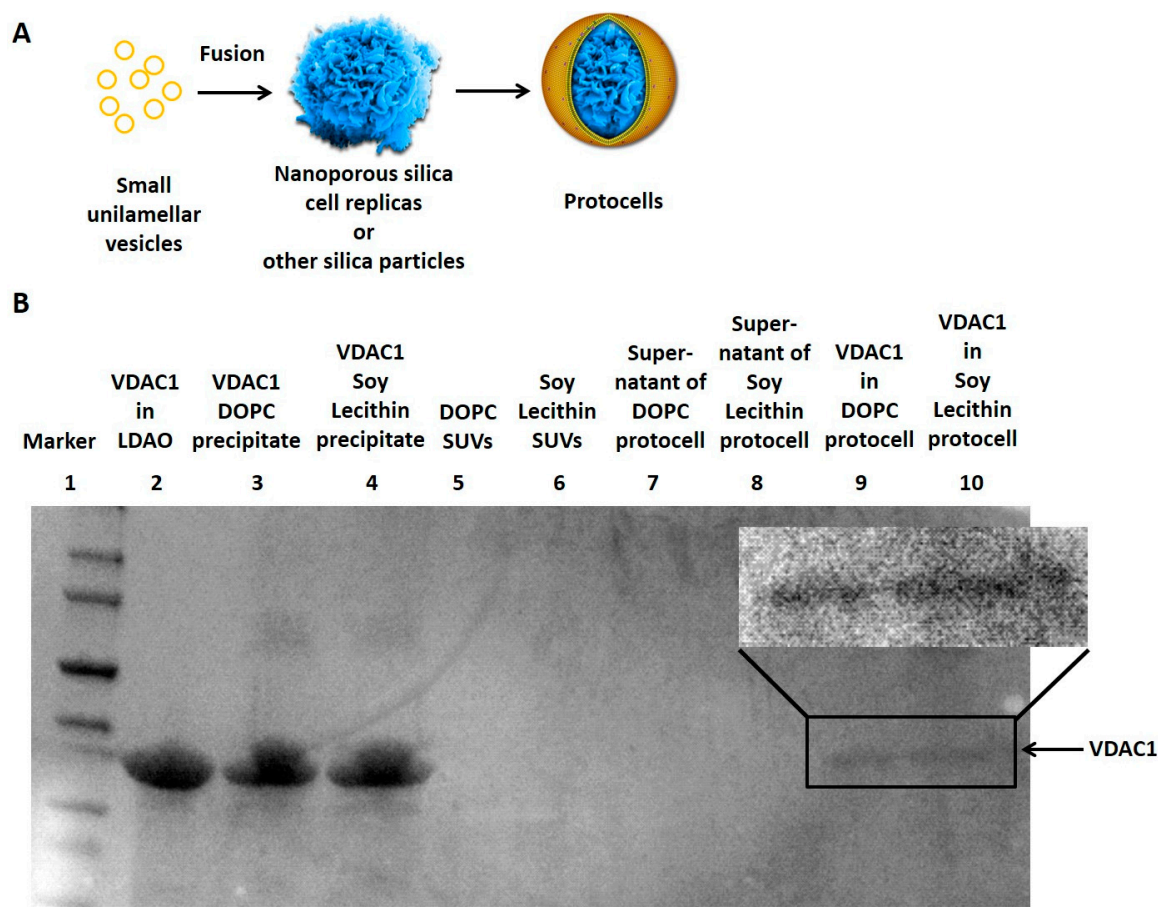 A
Fusion
Small
unilamellar
vesicles
Nanoporous silica
cell replicas
or
other silica particles
Protocells
B
Marker
VDAC1
in
LDAO
VDAC1
DOPC
precipitate
VDAC1
Soy
Lecithin
precipitate
DOPC
SUVs
Soy
Lecithin
SUVs
Super-
natant of
DOPC
protocell
Super-
natant of
Soy
Lecithin
protocell
VDAC1
in
DOPC
protocell
VDAC1
in
Soy
Lecithin
protocell
1 2 3 4 5 6 7 8 9 10
VDAC1